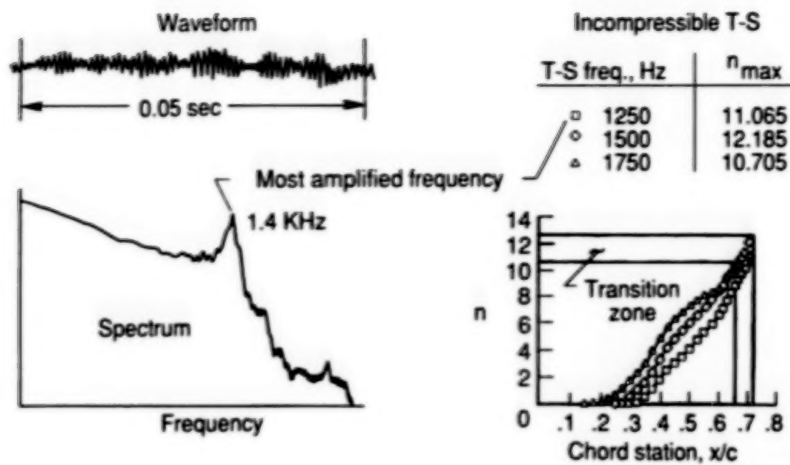 Waveform
0.05 sec
Most amplified frequency
1.4 KHz
Spectrum
Frequency
Incompressible T-S
T-S freq., Hz n max
1250 11.065
1500 12.185
1750 10.705
14
12
10
8
6
4
2
0
n
Transition
zone
.1 .2 .3 .4 .5 .6 .7 .8
Chord station, x/c